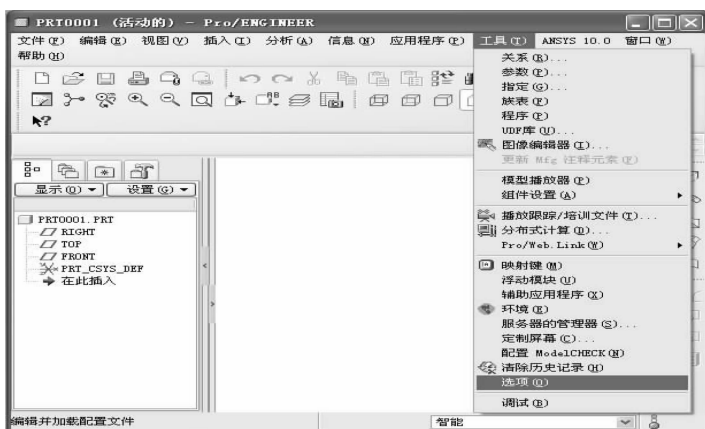 PRT0001 (活动的) - Pro/ENGINEER
文件(F) 编辑(E) 视图(V) 插入(I) 分析(A) 信息(N) 应用程序(P) 工具(T) ANSYS 10.0 窗口(W)
帮助(H)
关系(R)...
参数(P)...
指定(G)...
族表(F)
程序(P)
UDF库(U)...
图像编辑器(I)...
更新 Mfg 注释元素(P)
模型播放器(P)
组件设置(A)
播放跟踪/培训文件(T)...
分布式计算(D)...
Pro/Web.Link(W)
映射键(M)
浮动模块(U)
辅助应用程序(X)
环境(E)
服务器的管理器(S)...
定制屏幕(C)...
配置 ModelCHECK(N)
清除历史记录(H)
选项(O)
调试(B)
显示(O) 设置(G)
PRT0001.PRT
RIGHT
TOP
FRONT
PRT_CSYS_DEF
在此插入
编辑并加载配置文件
智能